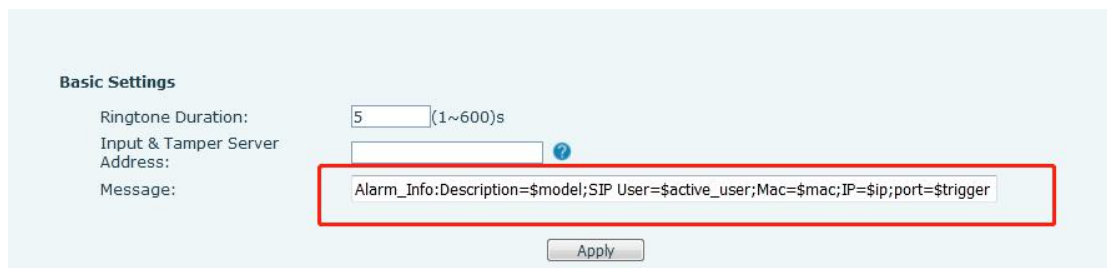 Basic Settings
Ringtone Duration: 5 (1~600)s
Input & Tamper Server
Address:
Message: Alarm_Info:Description=$model;SIP User=$active_user;Mac=$mac;IP=$ip;port=$trigger
Apply